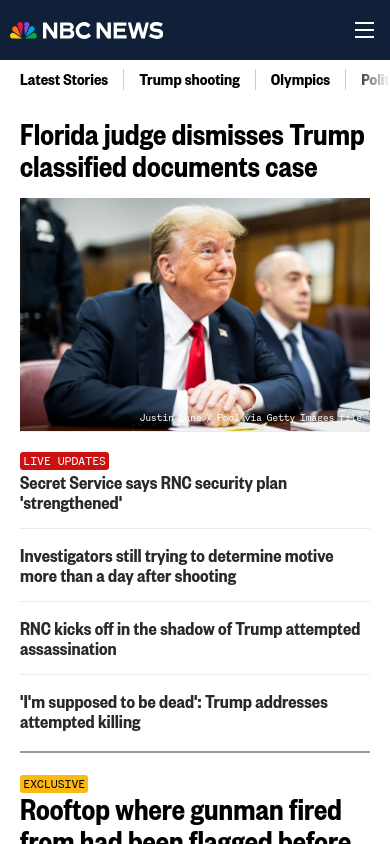 NBC NEWS
Latest Stories
Trump shooting
Olympics
Florida judge dismisses Trump
classified documents case
Justin Lane / Pool via Getty Images file
LIVE UPDATES
Secret Service says RNC security plan
'strengthened'
Investigators still trying to determine motive
more than a day after shooting
RNC kicks off in the shadow of Trump attempted
assassination
'I'm supposed to be dead': Trump addresses
attempted killing
EXCLUSIVE
Rooftop where gunman fired
from had been flagged before